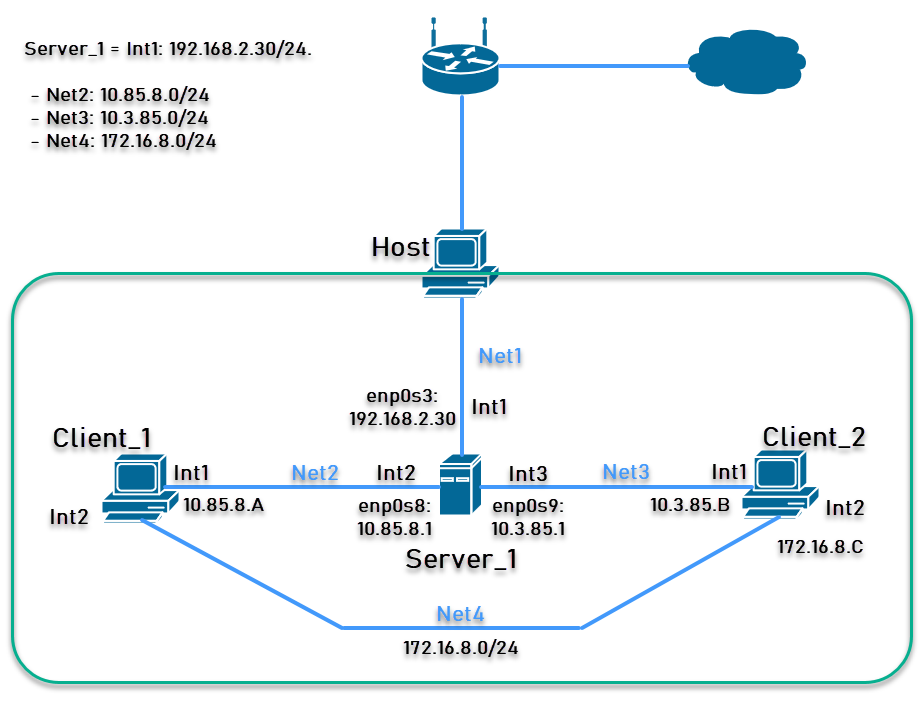 Server_1 = Int1: 192.168.2.30/24.
- Net2: 10.85.8.0/24
- Net3: 10.3.85.0/24
- Net4: 172.16.8.0/24
Host
Net1
enp0s3:
192.168.2.30
Int1
Client_1
Client_2
Int1
Net2
Int2
Int3
Net3
Int1
Int2
10.85.8.A
enp0s8:
10.85.8.1
enp0s9:
10.3.85.1
10.3.85.B
Int2
172.16.8.C
Server_1
Net4
172.16.8.0/24